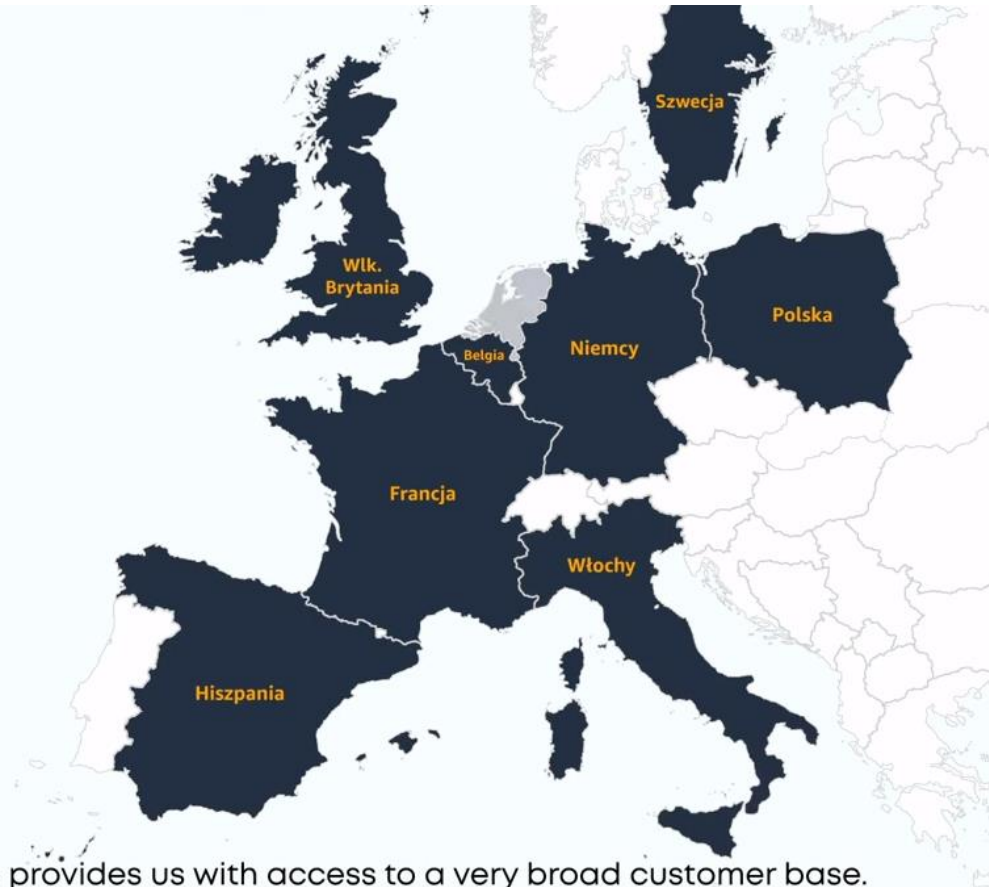 Szwecja
Wlk.
Brytania
Polska
Niemcy
Belgia
Francja
Włochy
Hiszpania
provides us with access to a very broad customer base.